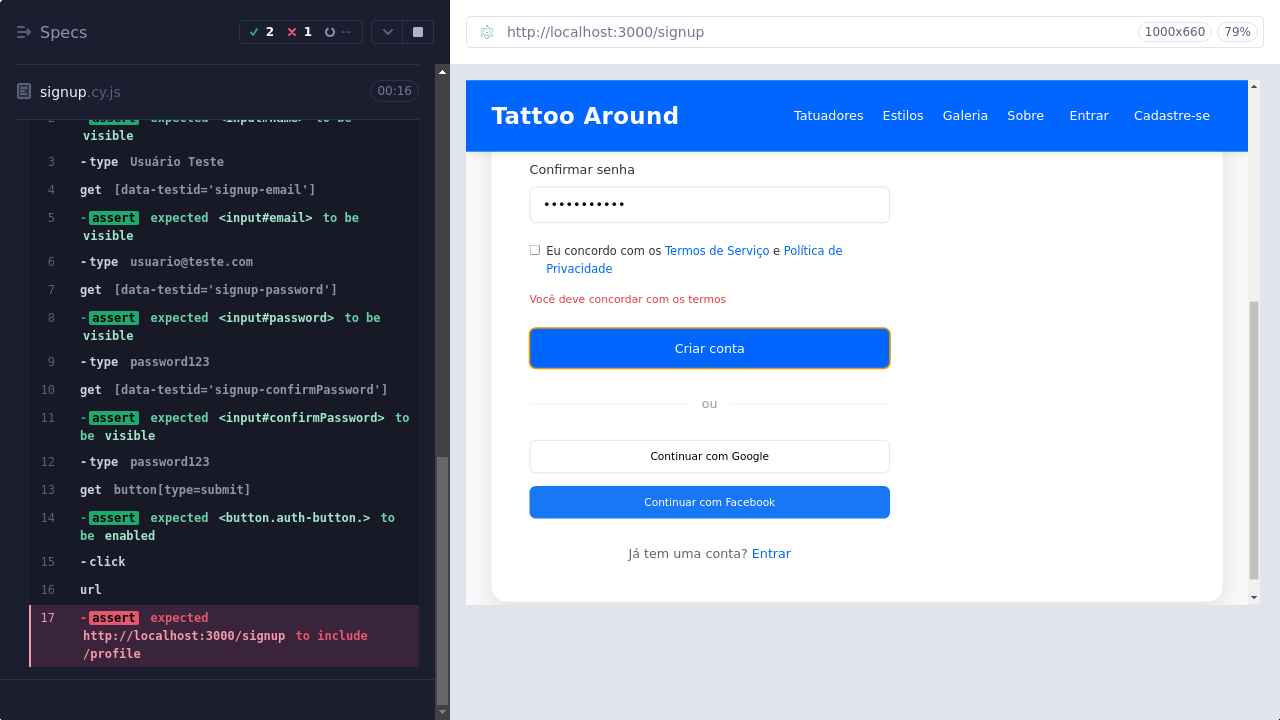 Specs
2
1
--
signup.cy.js
00:16
2 -assert expected <input#name> to be
visible
3 -type Usuário Teste
4 get [data-testid='signup-email']
5 -assert expected <input#email> to be
visible
6 -type usuario@teste.com
7 get [data-testid='signup-password']
8 -assert expected <input#password> to be
visible
9 -type password123
10 get [data-testid='signup-confirmPassword']
11 -assert expected <input#confirmPassword> to
be visible
12 -type password123
13 get button[type=submit]
14 -assert expected <button.auth-button.> to
be enabled
15 -click
16 url
17 -assert expected
http://localhost:3000/signup to include
/profile
http://localhost:3000/signup
1000x660
79%
Tattoo Around
Tatuadores Estilos Galeria Sobre Entrar Cadastre-se
Confirmar senha
•••••••••••
Eu concordo com os Termos de Serviço e Política de
Privacidade
Você deve concordar com os termos
Criar conta
ou
Continuar com Google
Continuar com Facebook
Já tem uma conta? Entrar